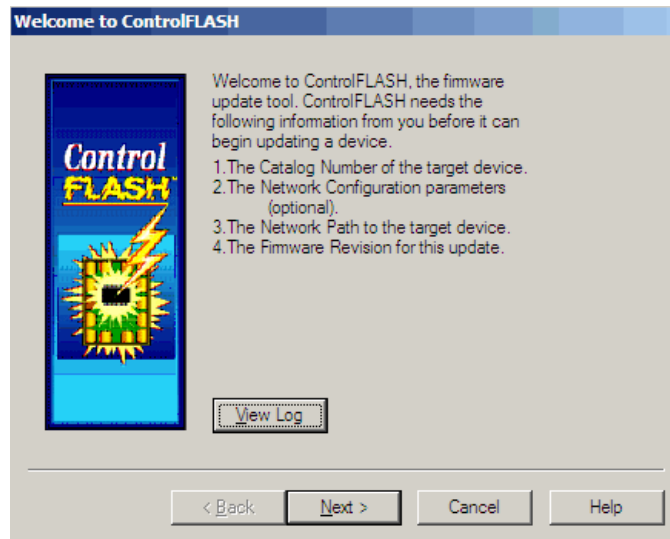 Welcome to ControlFLASH
Control
FLASH™
Welcome to ControlFLASH, the firmware
update tool. ControlFLASH needs the
following information from you before it can
begin updating a device.
1.The Catalog Number of the target device.
2.The Network Configuration parameters
(optional).
3.The Network Path to the target device.
4.The Firmware Revision for this update.
View Log
< Back
Next >
Cancel
Help